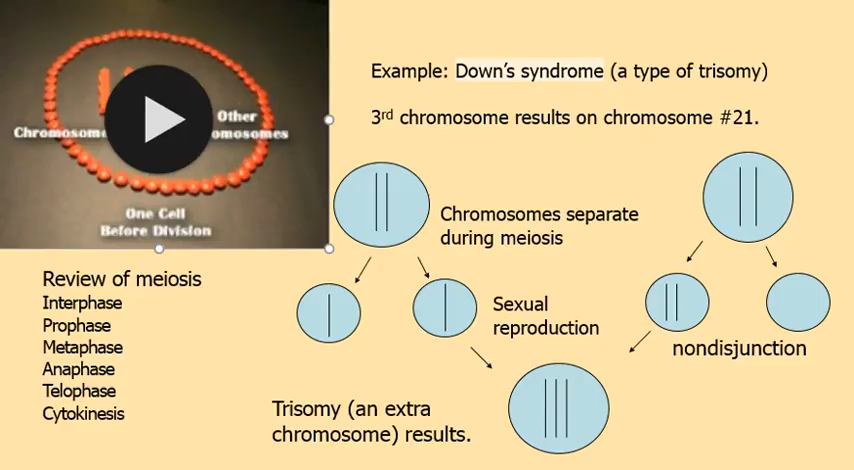 Chromosome
Other
omosomes
One Cell
Before Division
Example: Down's syndrome (a type of trisomy)
3rd chromosome results on chromosome #21.
Chromosomes separate
during meiosis
Review of meiosis
Interphase
Prophase
Metaphase
Anaphase
Telophase
Cytokinesis
Sexual
reproduction
nondisjunction
Trisomy (an extra
chromosome) results.